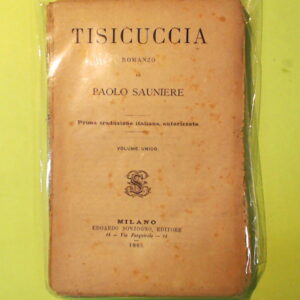 TISICUCCIA
ROMANZO
DI
PAOLO SAUNIERE
Prima traduzione italiana, autorizzata
VOLUME UNICO
MILANO
EDOARDO SONZOGNO, EDITORE
14 — Via Pasquirolo — 14